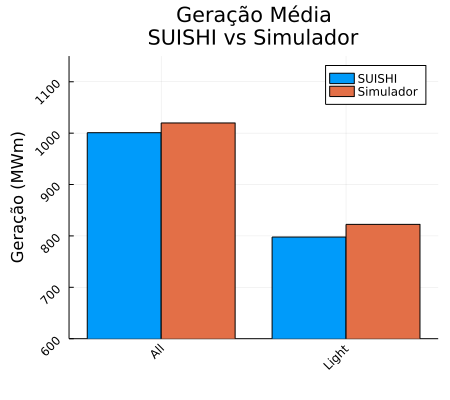 Geração Média
SUISHI vs Simulador
SUISHI
Simulador
Geração (MWm)
1100
1000
900
800
700
600
All
Light